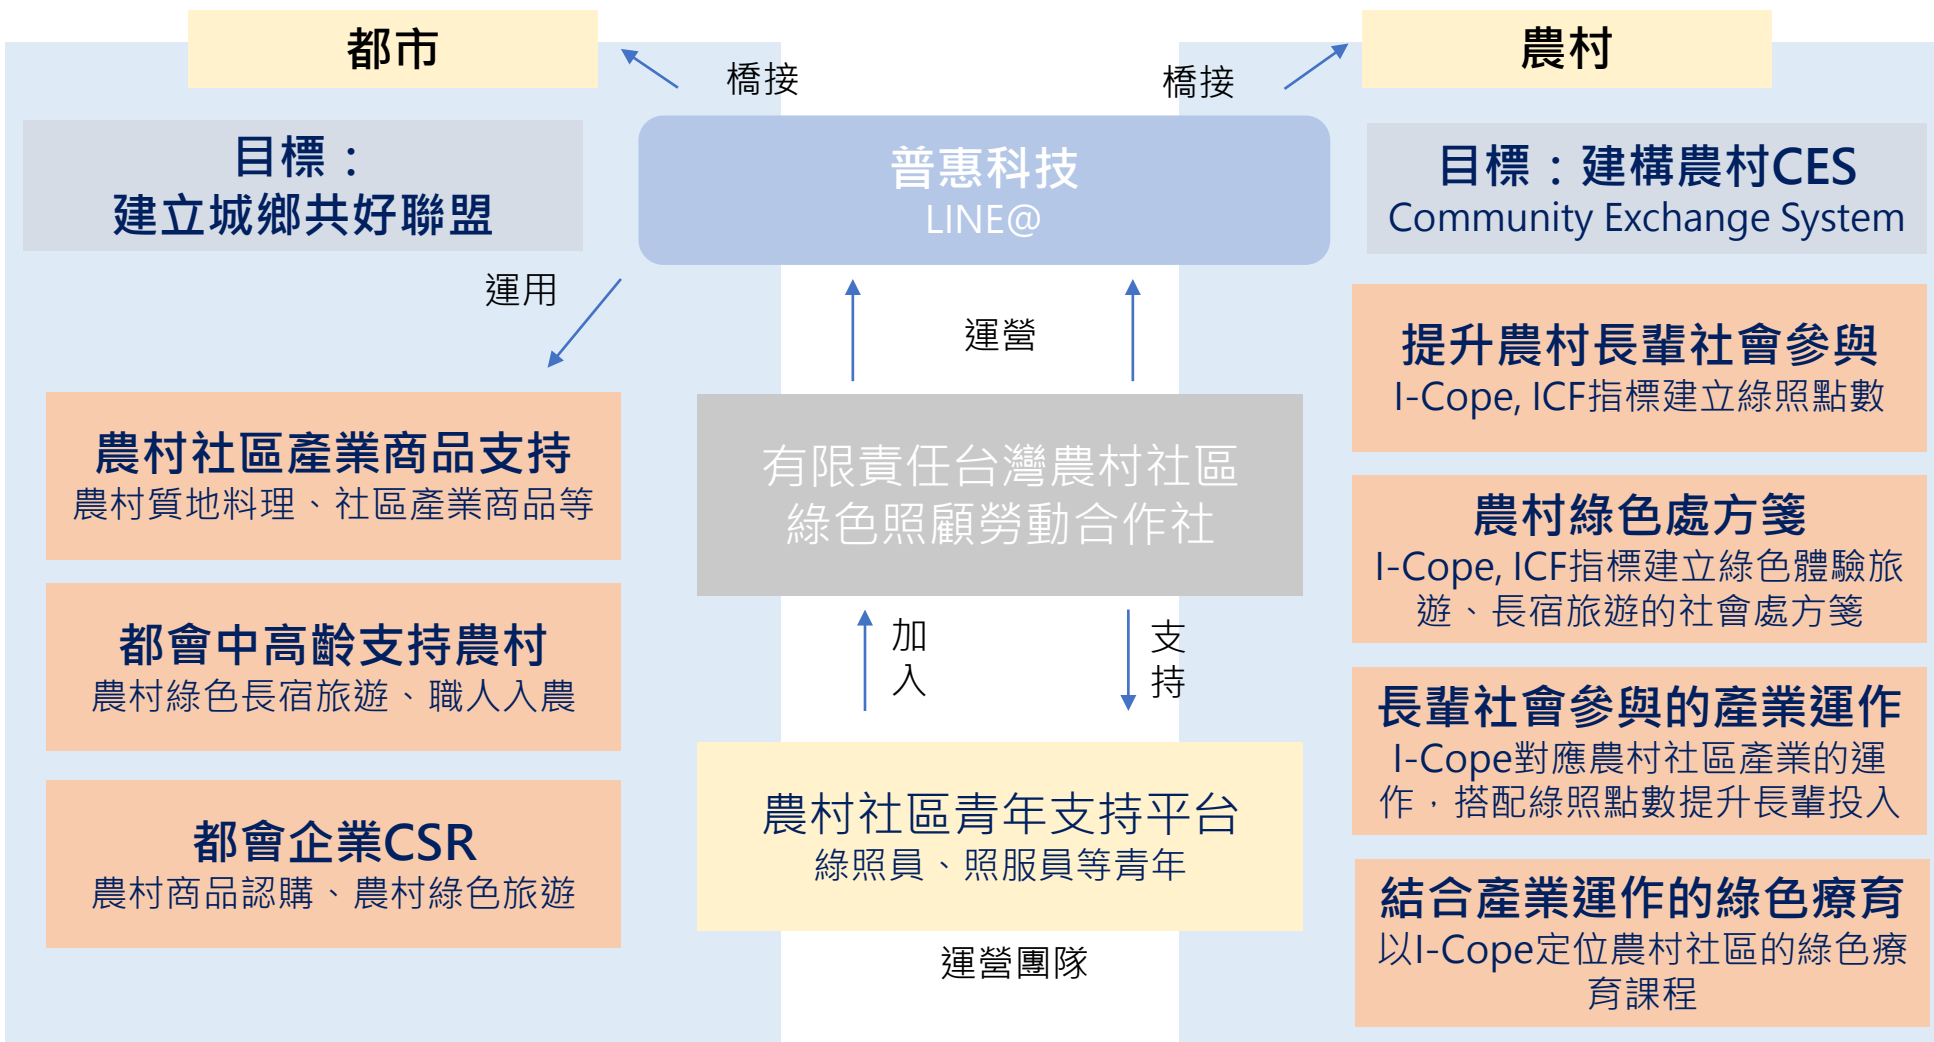 都市
目標：
建立城鄉共好聯盟
運用
農村社區產業商品支持
農村質地料理、社區產業商品等
都會中高齡支持農村
農村綠色長宿旅遊、職人入農
都會企業CSR
農村商品認購、農村綠色旅遊
橋接
橋接
普惠科技
LINE@
運營
有限責任台灣農村社區
綠色照顧勞動合作社
加
入
支
持
農村社區青年支持平台
綠照員、照服員等青年
運營團隊
農村
目標：建構農村CES
Community Exchange System
提升農村長輩社會參與
I-Cope, ICF指標建立綠照點數
農村綠色處方箋
I-Cope, ICF指標建立綠色體驗旅
遊、長宿旅遊的社會處方箋
長輩社會參與的產業運作
I-Cope對應農村社區產業的運
作，搭配綠照點數提升長輩投入
結合產業運作的綠色療育
以I-Cope定位農村社區的綠色療
育課程